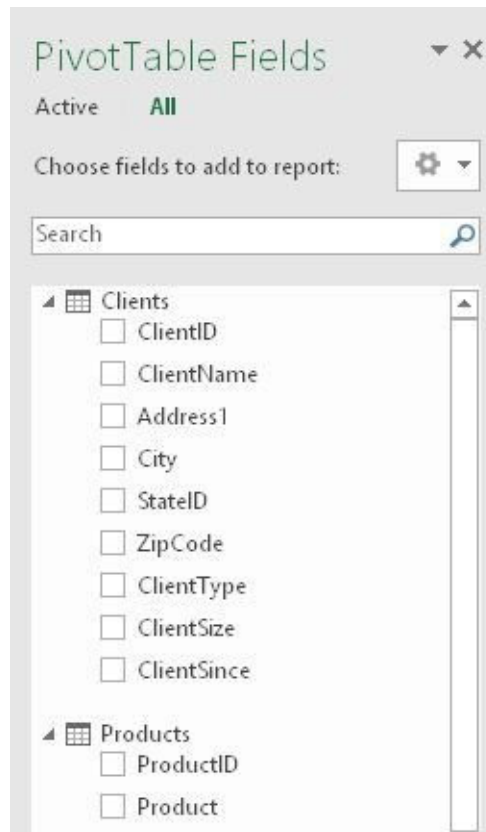 PivotTable Fields
Active All
Choose fields to add to report:
Search
Clients
ClientID
ClientName
Address1
City
StateID
ZipCode
ClientType
ClientSize
ClientSince
Products
ProductID
Product